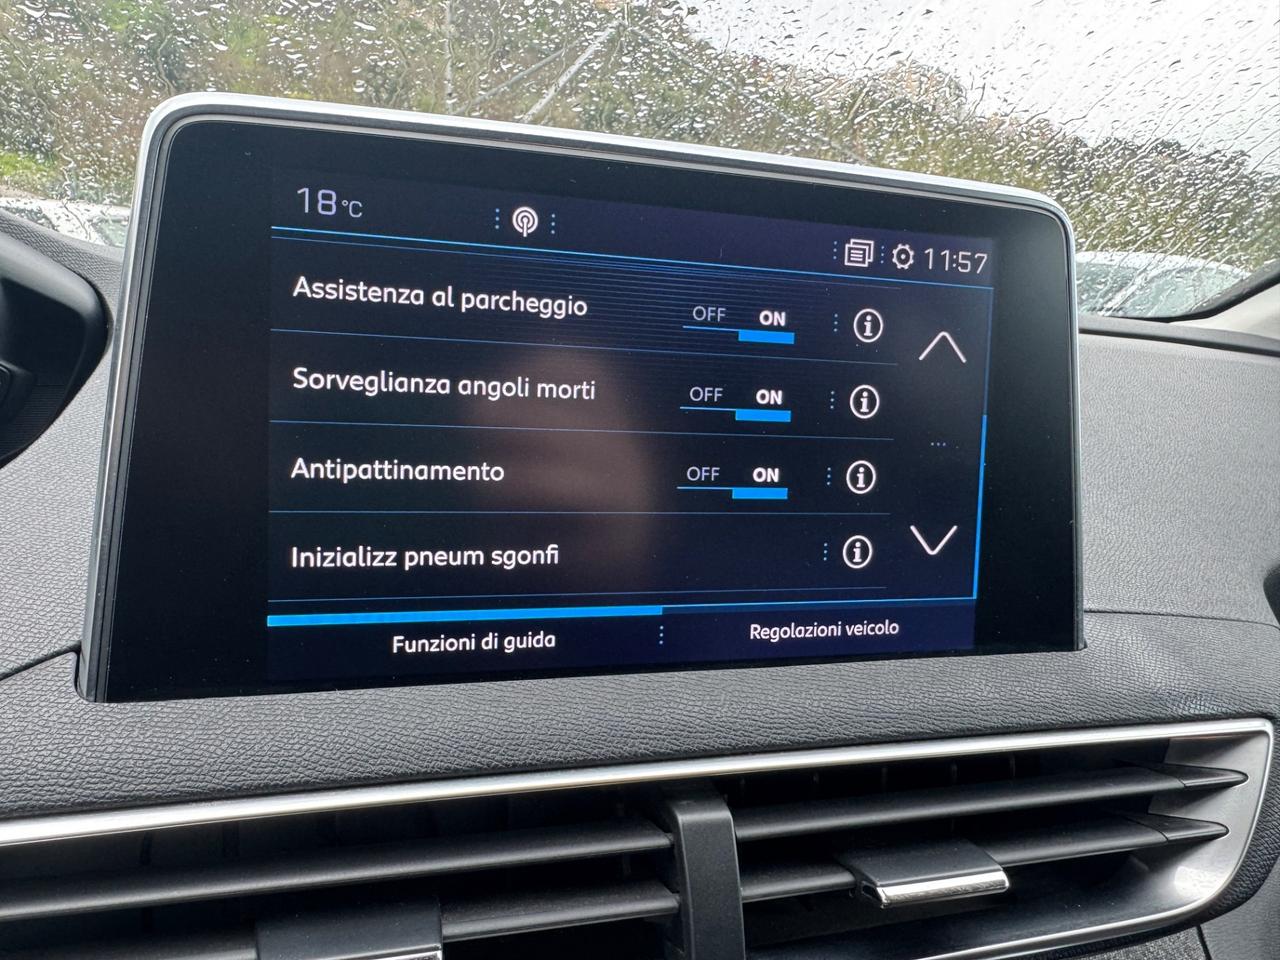 18°C
11:57
Assistenza al parcheggio OFF ON
Sorveglianza angoli morti OFF ON
Antipattinamento OFF ON
Inizializz pneum sgonfi
Funzioni di guida Regolazioni veicolo